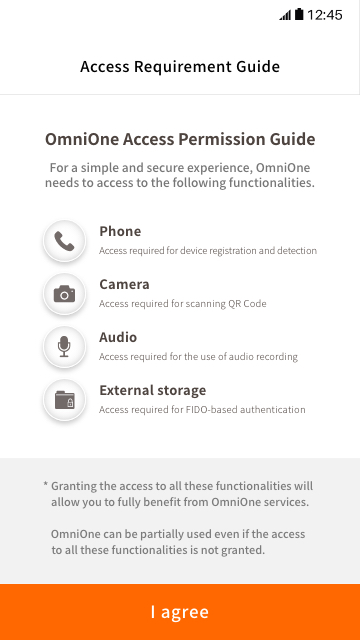 12:45
Access Requirement Guide
OmniOne Access Permission Guide
For a simple and secure experience, OmniOne
needs to access to the following functionalities.
Phone
Access required for device registration and detection
Camera
Access required for scanning QR Code
Audio
Access required for the use of audio recording
External storage
Access required for FIDO-based authentication
* Granting the access to all these functionalities will
allow you to fully benefit from OmniOne services.
OmniOne can be partially used even if the access
to all these functionalities is not granted.
I agree